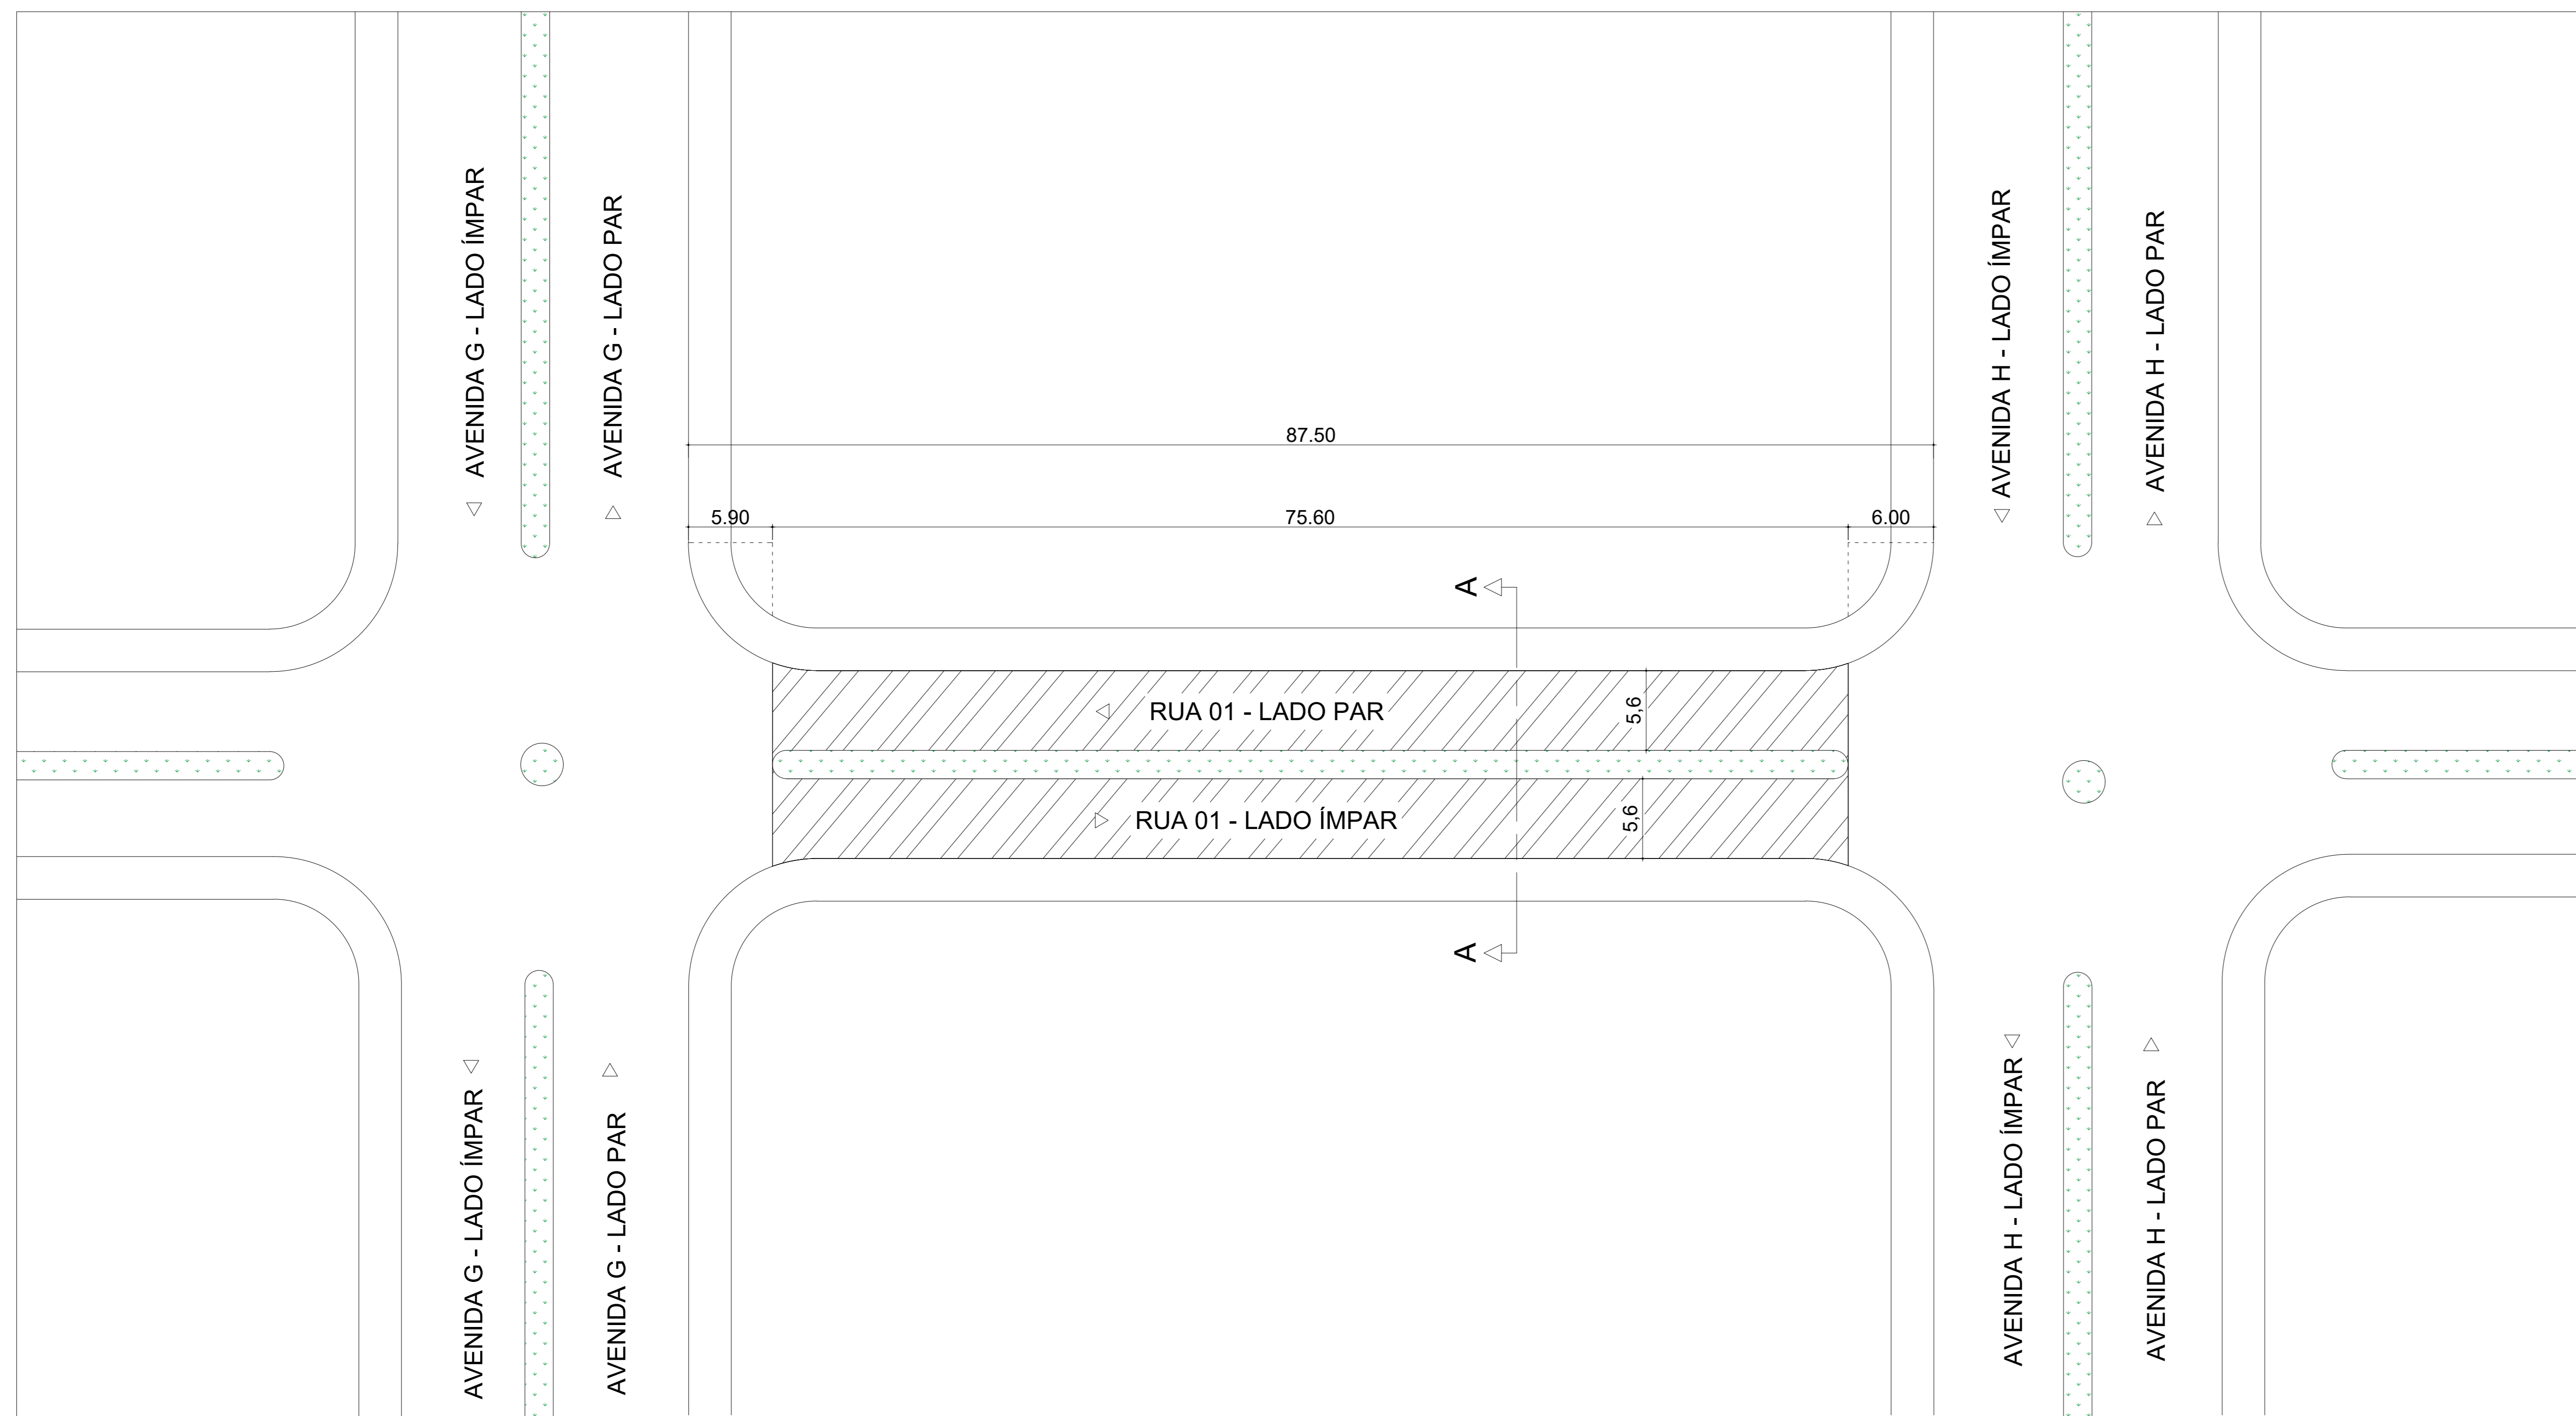 AVENIDA G - LADO ÍMPAR
AVENIDA G - LADO PAR
AVENIDA H - LADO ÍMPAR
AVENIDA H - LADO PAR
87.50
5.90
75.60
6.00
A
RUA 01 - LADO PAR
5,6
RUA 01 - LADO ÍMPAR
5,6
A
AVENIDA G - LADO ÍMPAR
AVENIDA G - LADO PAR
AVENIDA H - LADO ÍMPAR
AVENIDA H - LADO PAR